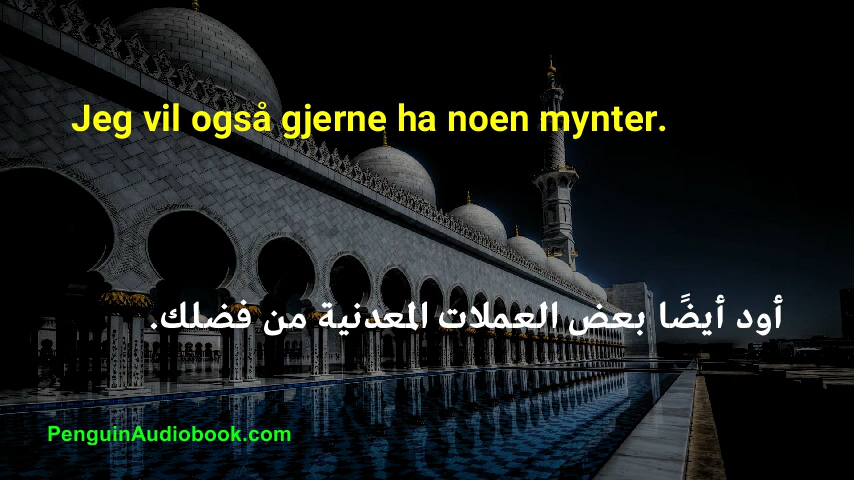 Jeg vil også gjerne ha noen mynter.
أود أيضًا بعض العملات المعدنية من فضلك.
PenguinAudiobook.com